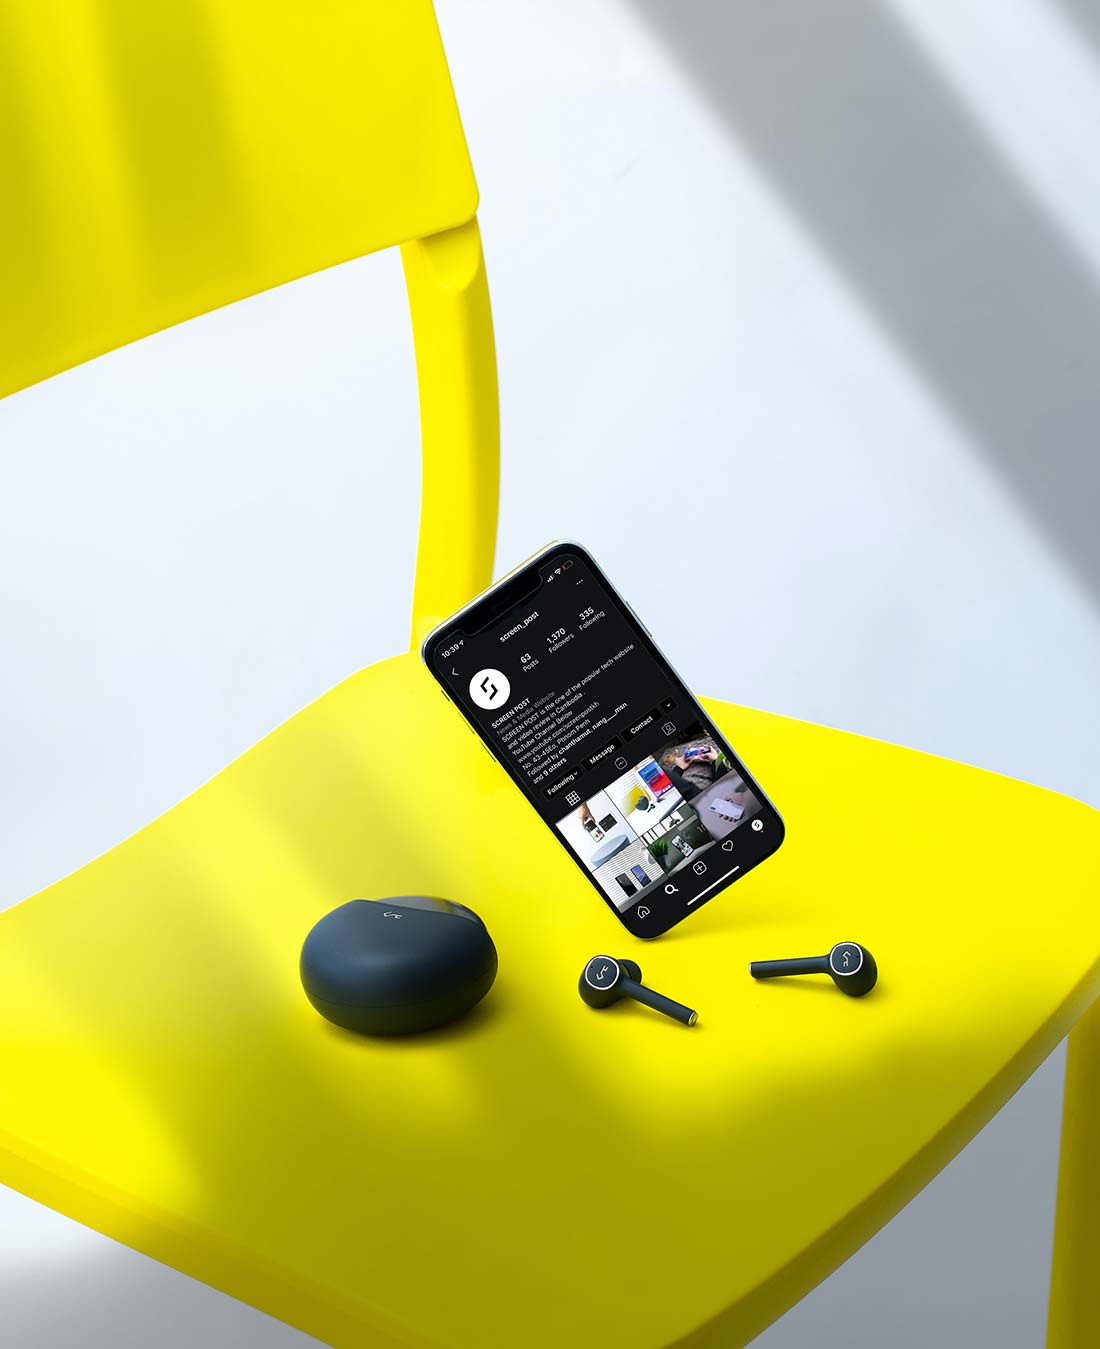 10:39
screen_post
63
Posts
1,370
Followers
335
Following
SCREEN POST
News & Media Website
SCREEN POST is the one of the popular tech website
and video review in Cambodia .
Youtube Channel Below
www.youtube.com/screenpostkh
No. 43-45Eo, Phnom Penh
Followed by chanthamut, nang___msn
and 9 others
Following
Message
Contact